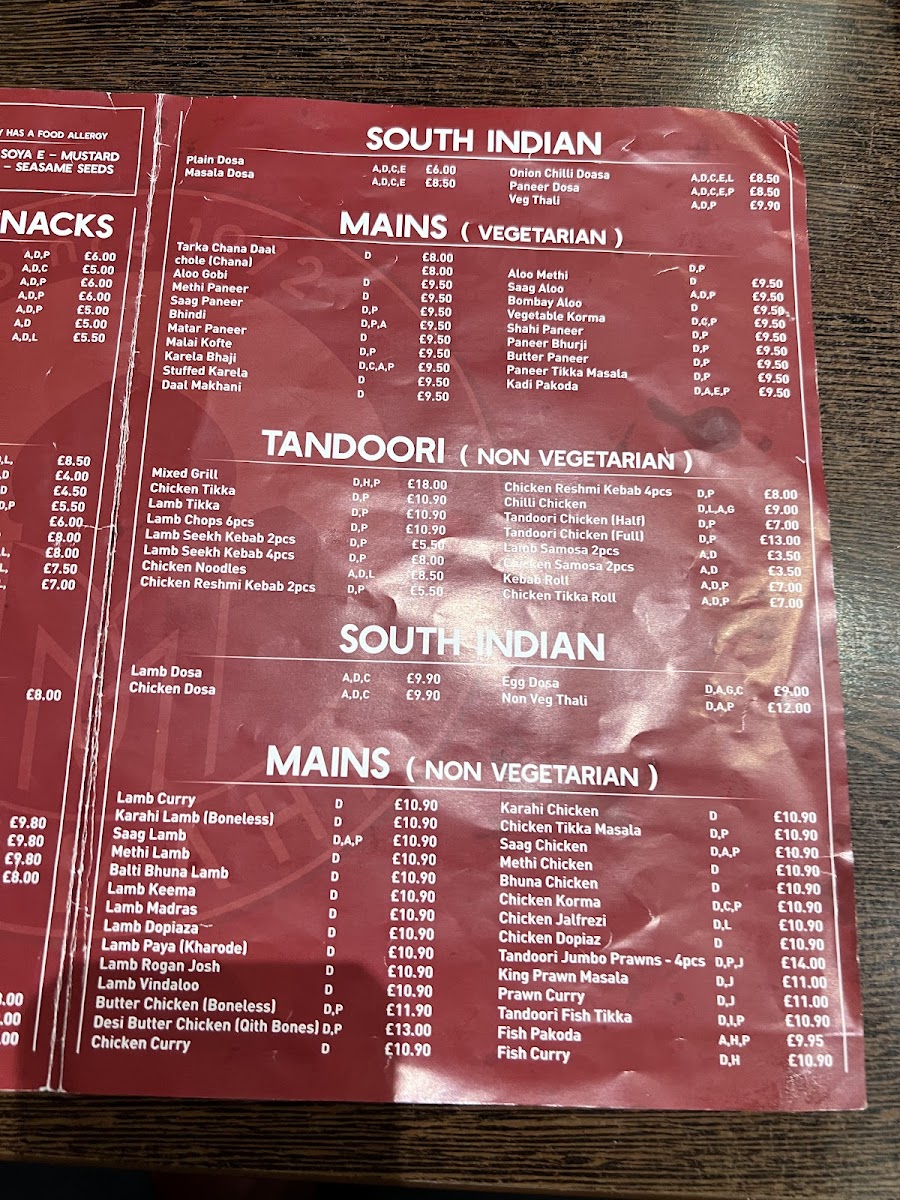 Y HAS A FOOD ALLERGY
SOYA E – MUSTARD
– SEASAME SEEDS
NACKS
A,D,P £6.00
A,D,C £5.00
A,D,P £6.00
A,D,P £6.00
A,D,P £5.00
A,D £5.00
A,D,L £5.50
£8.50
£4.00
£4.50
£5.50
£6.00
£8.00
£8.00
£7.50
£7.00
£8.00
£9.80
£9.80
£9.80
£8.00
SOUTH INDIAN
Plain Dosa A,D,C,E £6.00
Masala Dosa A,D,C,E £8.50
Onion Chilli Doasa A,D,C,E,L £8.50
Paneer Dosa A,D,C,E,P £8.50
Veg Thali A,D,P £9.90
MAINS ( VEGETARIAN )
Tarka Chana Daal D £8.00
chole (Chana) £8.00
Aloo Gobi D £9.50
Methi Paneer D £9.50
Saag Paneer D,P £9.50
Bhindi D,P,A £9.50
Matar Paneer D £9.50
Malai Kofte D,P £9.50
Karela Bhaji D,C,A,P £9.50
Stuffed Karela D £9.50
Daal Makhani D £9.50
Aloo Methi D,P £9.50
Saag Aloo D £9.50
Bombay Aloo A,D,P £9.50
Vegetable Korma D £9.50
Shahi Paneer D,C,P £9.50
Paneer Bhurji D,P £9.50
Butter Paneer D,P £9.50
Paneer Tikka Masala D,P £9.50
Kadi Pakoda D,A,E,P £9.50
TANDOORI ( NON VEGETARIAN )
Mixed Grill D,H,P £18.00
Chicken Tikka D,P £10.90
Lamb Tikka D,P £10.90
Lamb Chops 6pcs D,P £10.90
Lamb Seekh Kebab 2pcs D,P £5.50
Lamb Seekh Kebab 4pcs D,P £8.00
Chicken Noodles A,D,L £8.50
Chicken Reshmi Kebab 2pcs D,P £5.50
Chicken Reshmi Kebab 4pcs D,P £8.00
Chilli Chicken D,L,A,G £9.00
Tandoori Chicken (Half) D,P £7.00
Tandoori Chicken (Full) D,P £13.00
Lamb Samosa 2pcs A,D £3.50
Chicken Samosa 2pcs A,D £3.50
Kebab Roll A,D,P £7.00
Chicken Tikka Roll A,D,P £7.00
SOUTH INDIAN
Lamb Dosa A,D,C £9.90
Chicken Dosa A,D,C £9.90
Egg Dosa D,A,G,C £9.00
Non Veg Thali D,A,P £12.00
MAINS ( NON VEGETARIAN )
Lamb Curry D £10.90
Karahi Lamb (Boneless) D £10.90
Saag Lamb D,A,P £10.90
Methi Lamb D £10.90
Balti Bhuna Lamb D £10.90
Lamb Keema D £10.90
Lamb Madras D £10.90
Lamb Dopiaza D £10.90
Lamb Paya (Kharode) D £10.90
Lamb Rogan Josh D £10.90
Lamb Vindaloo D £10.90
Butter Chicken (Boneless) D,P £11.90
Desi Butter Chicken (Qith Bones) D,P £13.00
Chicken Curry D £10.90
Karahi Chicken D £10.90
Chicken Tikka Masala D,P £10.90
Saag Chicken D,A,P £10.90
Methi Chicken D £10.90
Bhuna Chicken D £10.90
Chicken Korma D,C,P £10.90
Chicken Jalfrezi D,L £10.90
Chicken Dopiaz D £10.90
Tandoori Jumbo Prawns - 4pcs D,P,J £14.00
King Prawn Masala D,J £11.00
Prawn Curry D,J £11.00
Tandoori Fish Tikka D,I,P £10.90
Fish Pakoda A,H,P £9.95
Fish Curry D,H £10.90